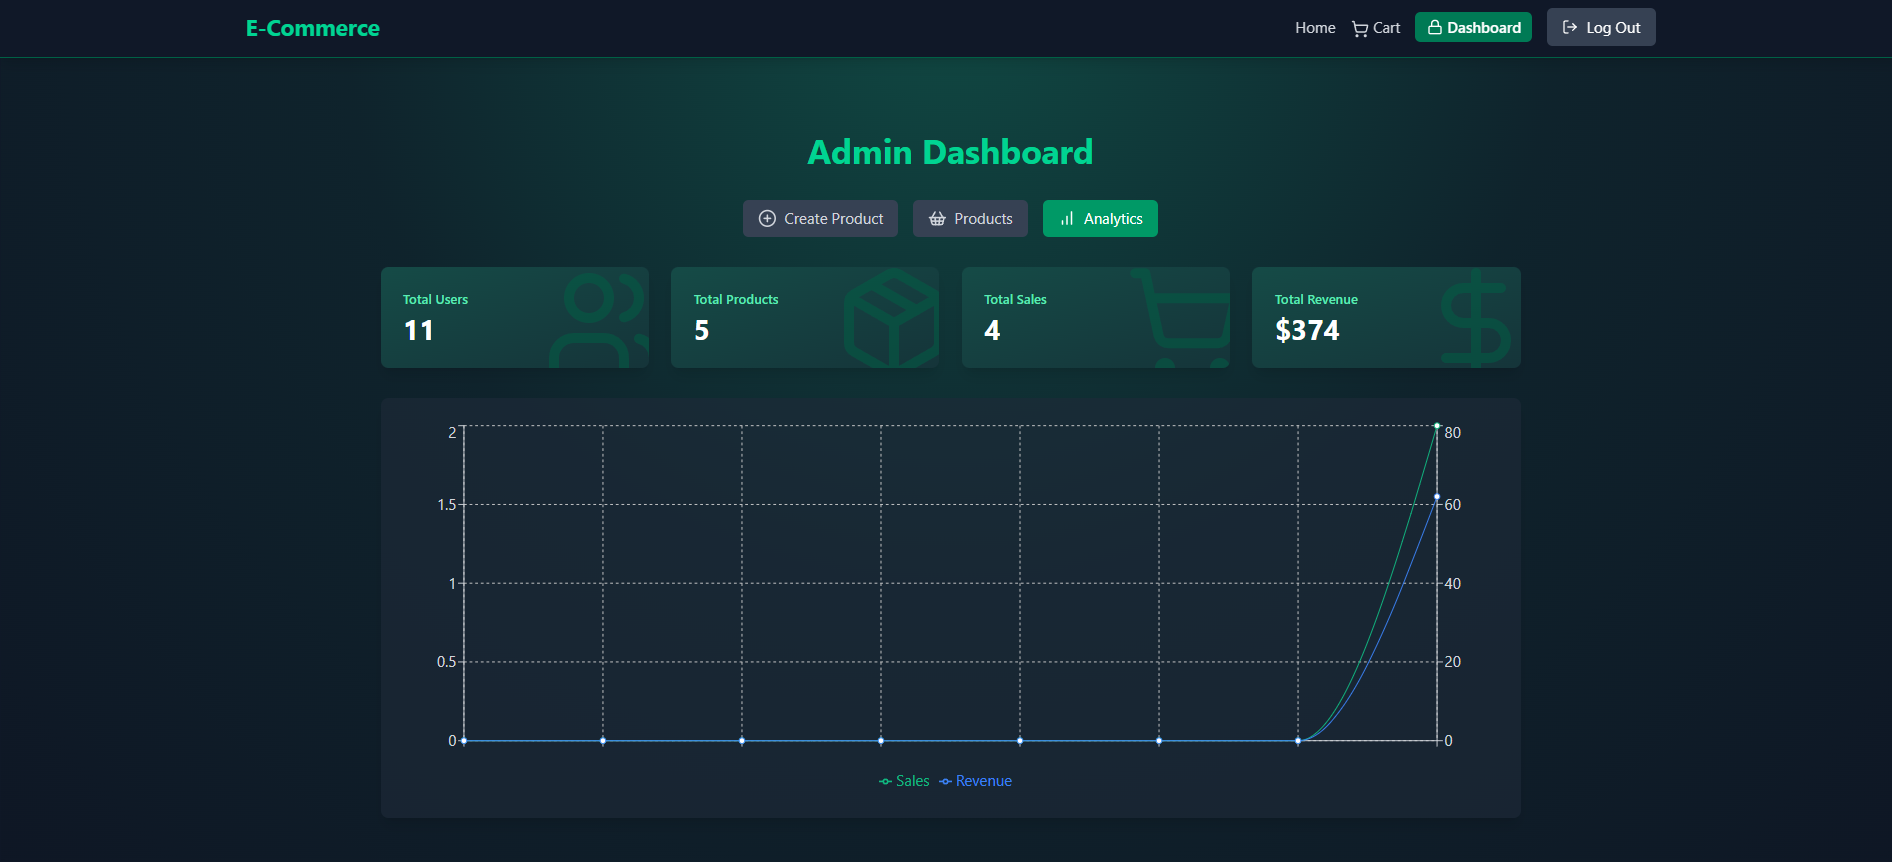 E-Commerce
Home Cart Dashboard Log Out
Admin Dashboard
Create Product Products Analytics
Total Users
11
Total Products
5
Total Sales
4
Total Revenue
$374
2
1.5
1
0.5
0
80
60
40
20
0
Sales Revenue